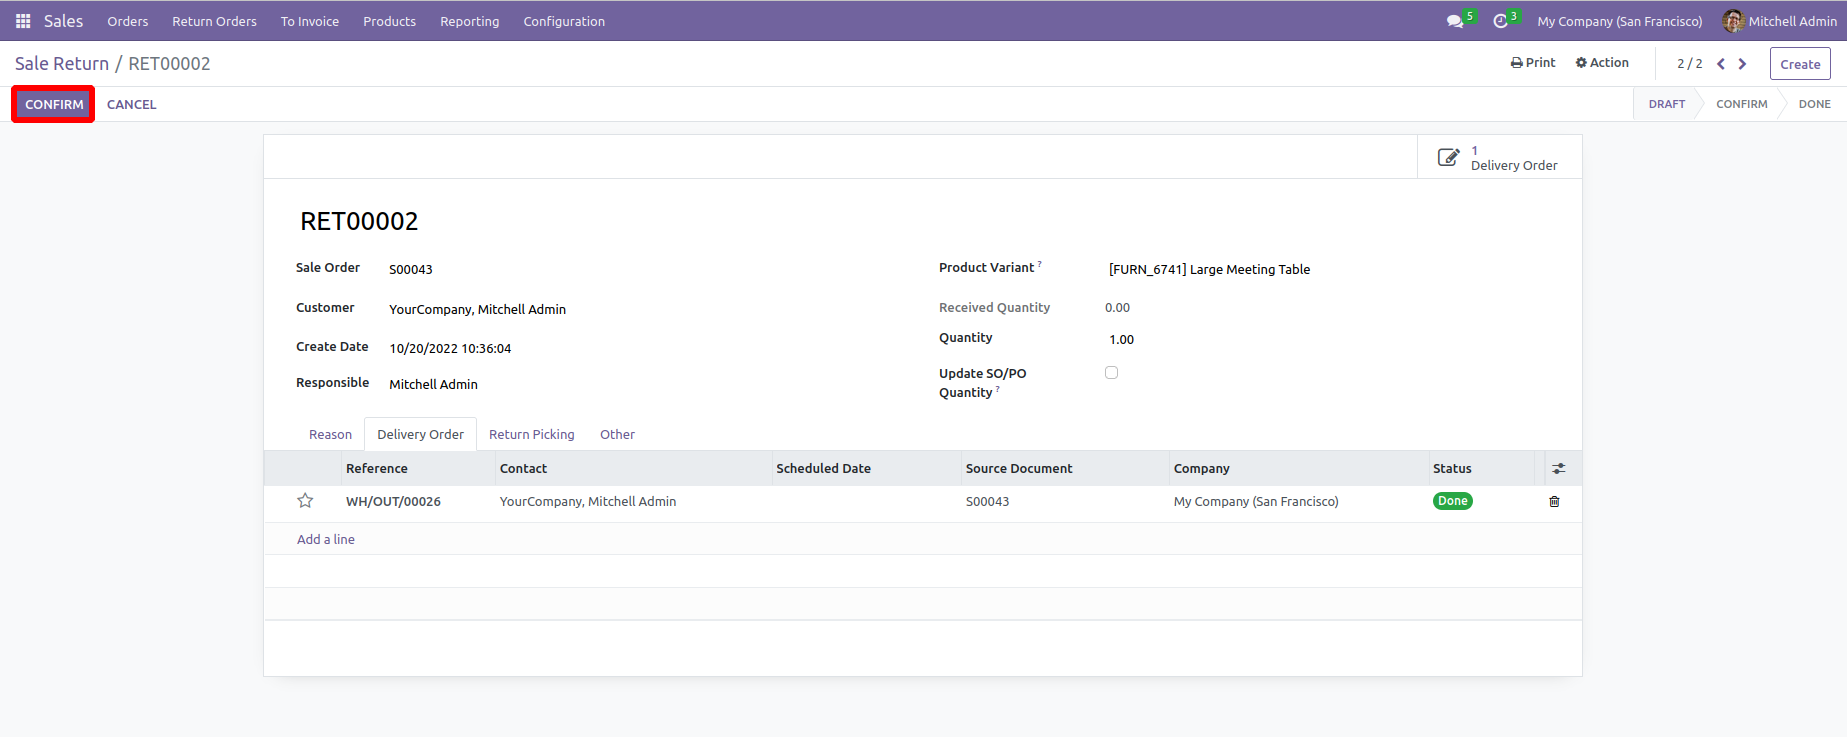 Sales Orders Return Orders To Invoice Products Reporting Configuration 5 3 My Company (San Francisco) Mitchell Admin
Sale Return / RET00002 Print Action 2 / 2 Create
CONFIRM CANCEL DRAFT CONFIRM DONE
1
Delivery Order
RET00002
Sale Order S00043 Product Variant ? [FURN_6741] Large Meeting Table
Customer YourCompany, Mitchell Admin Received Quantity 0.00
Quantity 1.00
Create Date 10/20/2022 10:36:04
Update SO/PO
Quantity ?
Responsible Mitchell Admin
Reason Delivery Order Return Picking Other
Reference Contact Scheduled Date Source Document Company Status
WH/OUT/00026 YourCompany, Mitchell Admin S00043 My Company (San Francisco) Done
Add a line